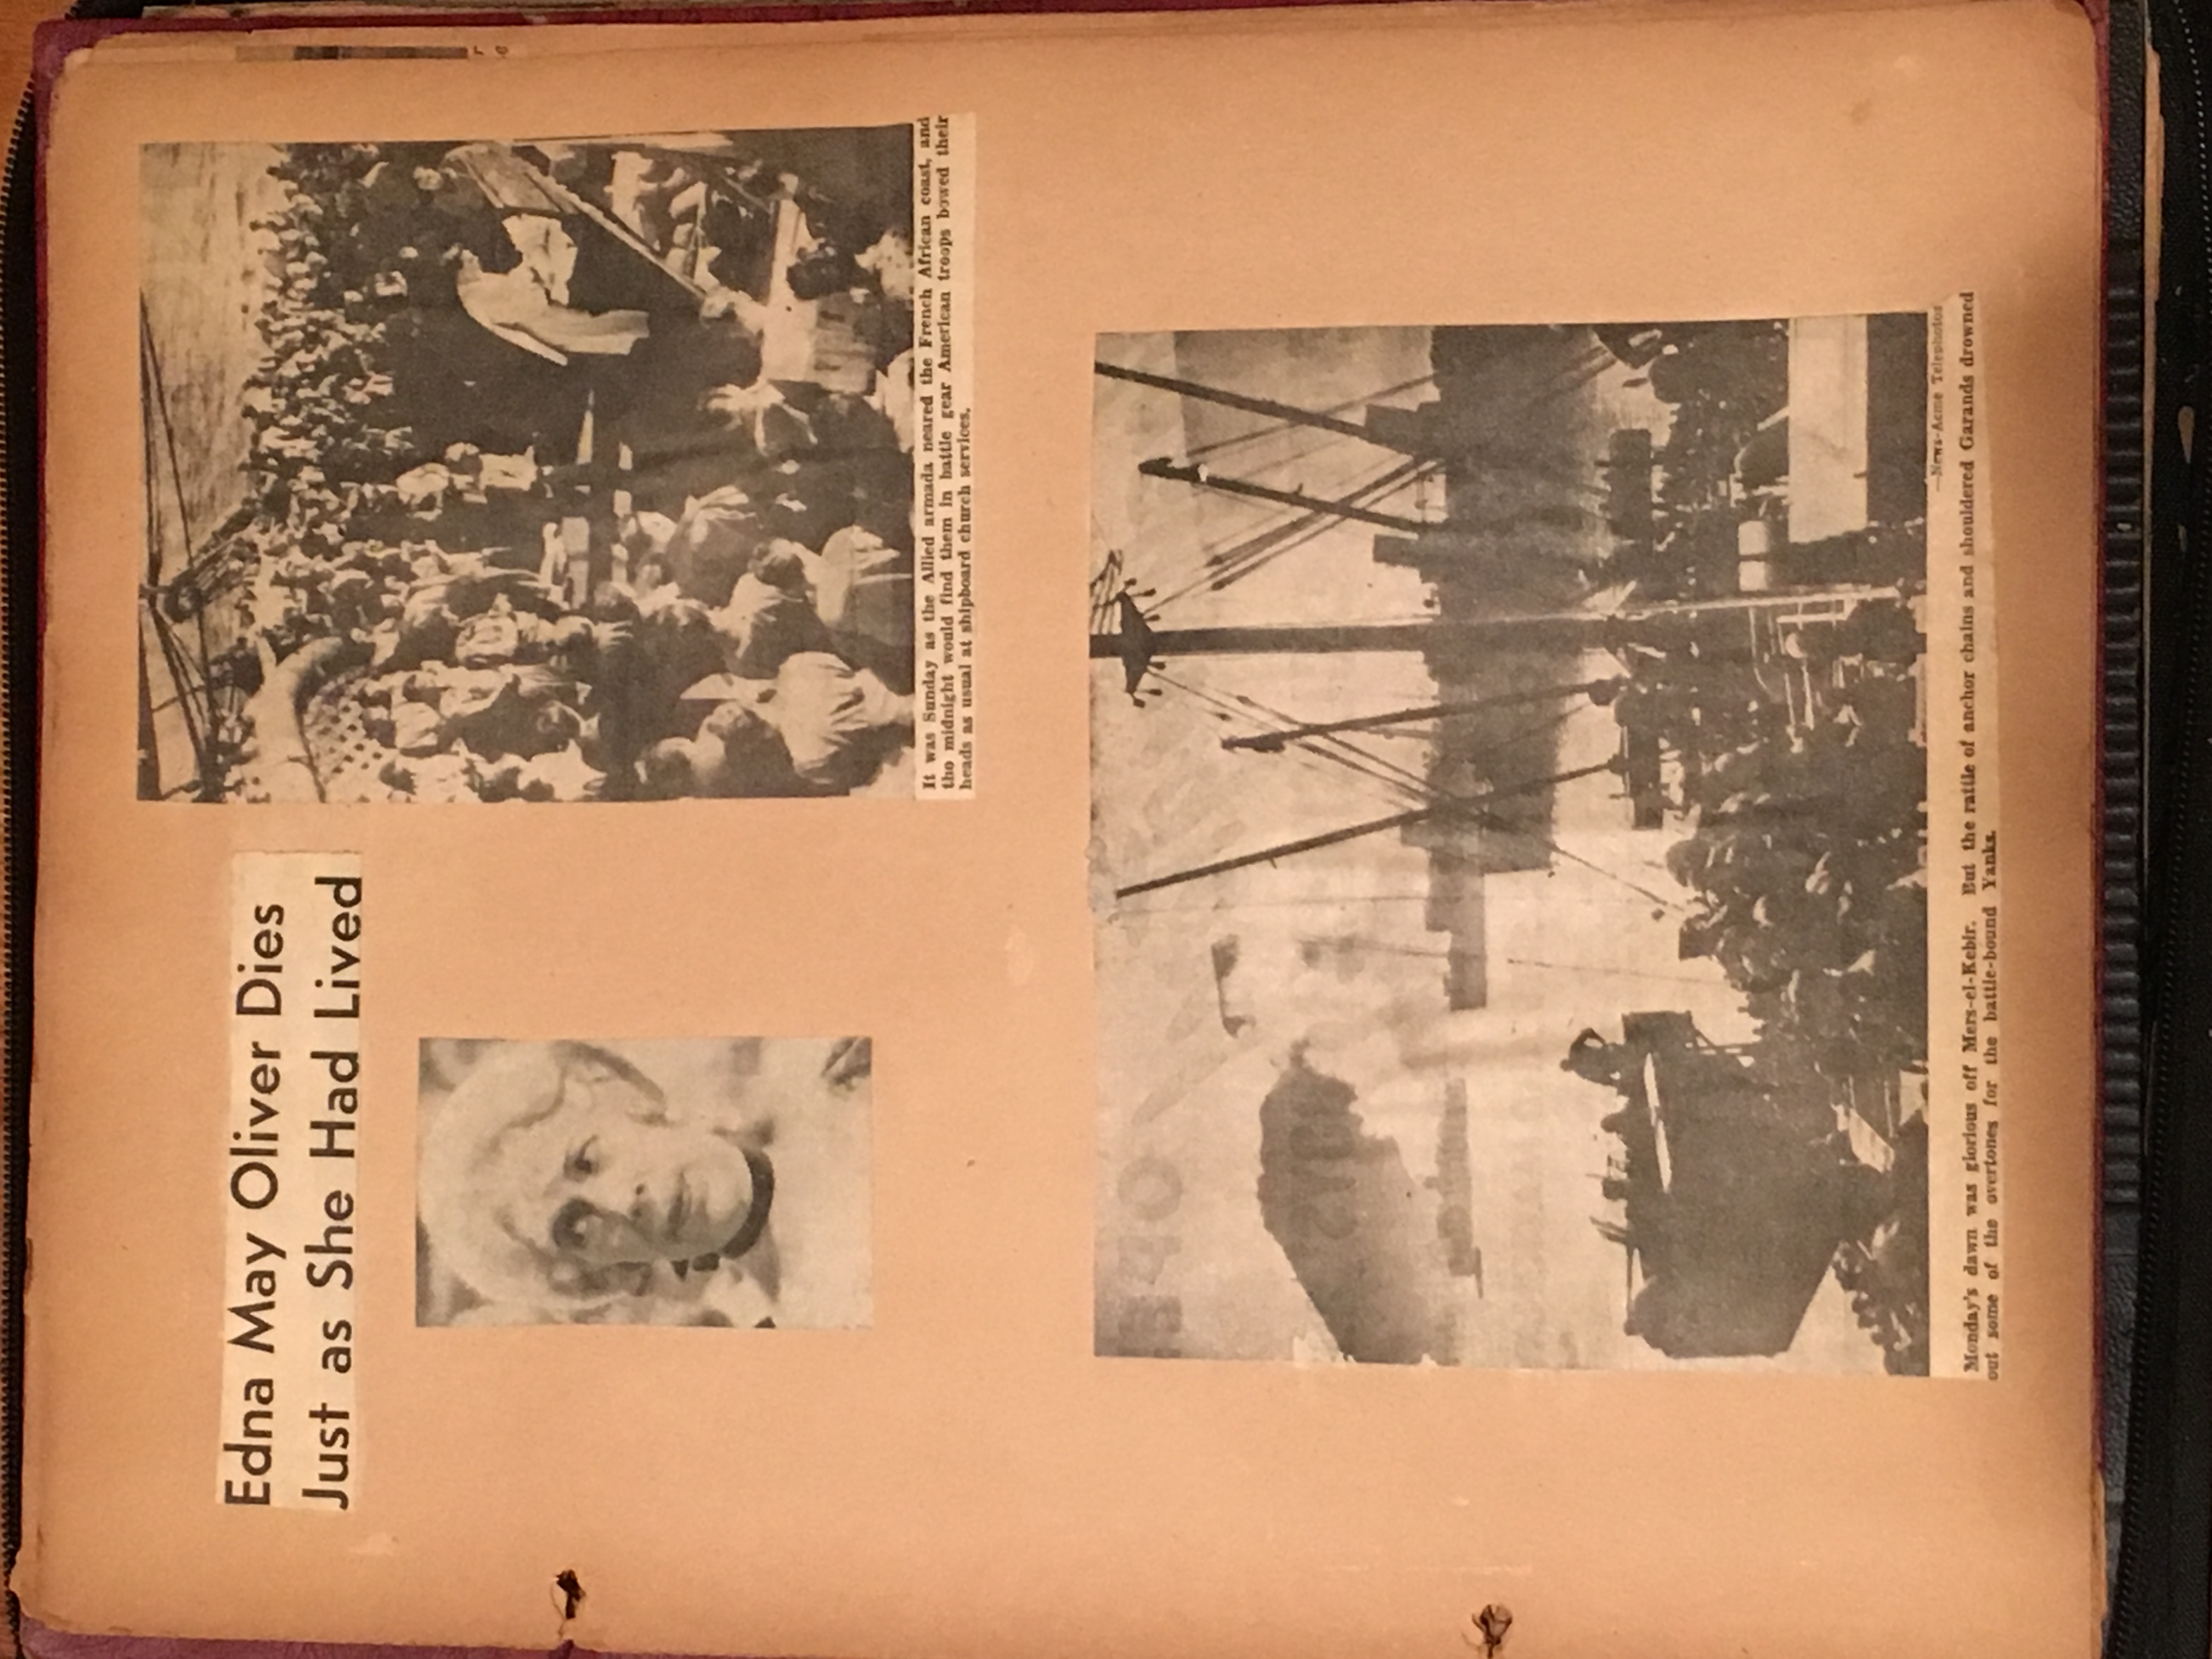 Edna May Oliver Dies
Just as She Had Lived
It was Sunday as the Allied armada neared the French African coast, and
tho midnight would find them in battle gear American troops bowed their
heads as usual at shipboard church services.
—News-Acme Telephotos
Monday's dawn was glorious off Mers-el-Kebir. But the rattle of anchor chains and shouldered Garands drowned
out some of the overtones for the battle-bound Yanks.